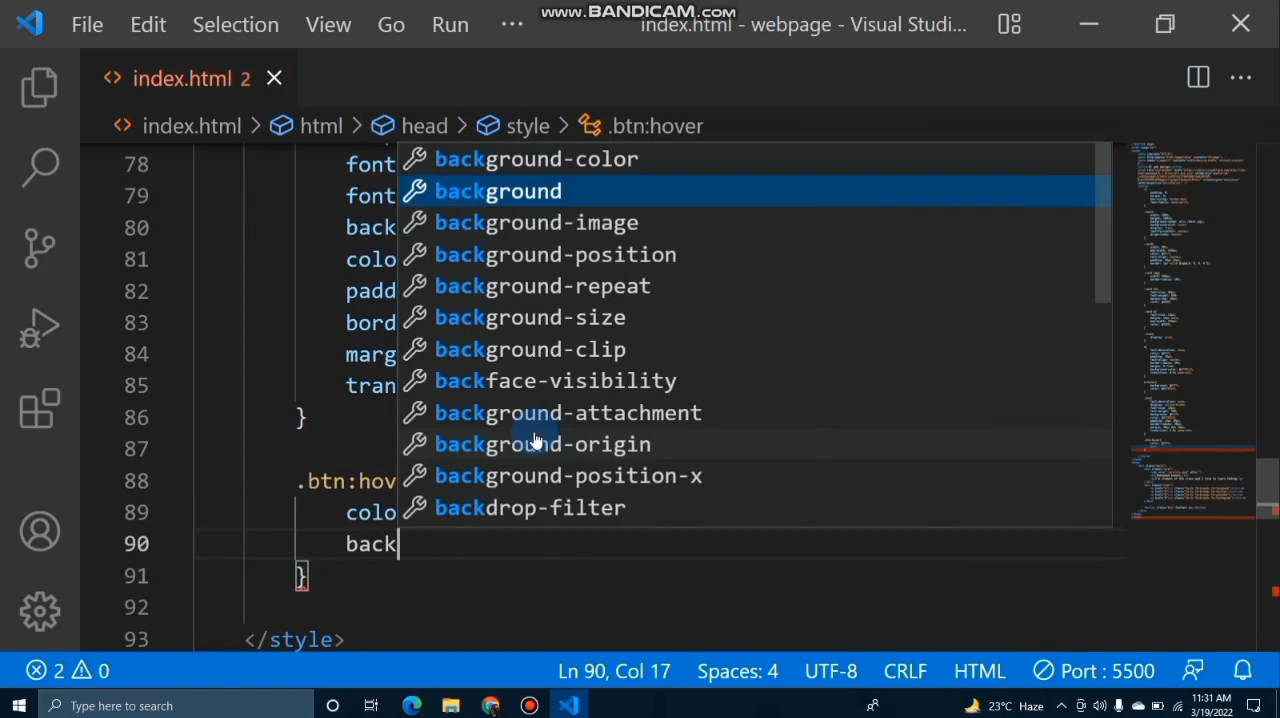 www.BANDICAM.com
File Edit Selection View Go Run ··· index.html - webpage - Visual Studi...
index.html 2
index.html > html > head > style > .btn:hover
78 font
79 font
80 back
81 colo
82 padd
83 bord
84 marg
85 tran
86 }
87
88 .btn:hov
89 colo
90 back
91 }
92
93 </style>
background-color
background
background-image
background-position
background-repeat
background-size
background-clip
backface-visibility
background-attachment
background-origin
background-position-x
backdrop-filter
2 0 Ln 90, Col 17 Spaces: 4 UTF-8 CRLF HTML Port : 5500
Type here to search 23°C Haze 11:31 AM
3/19/2022